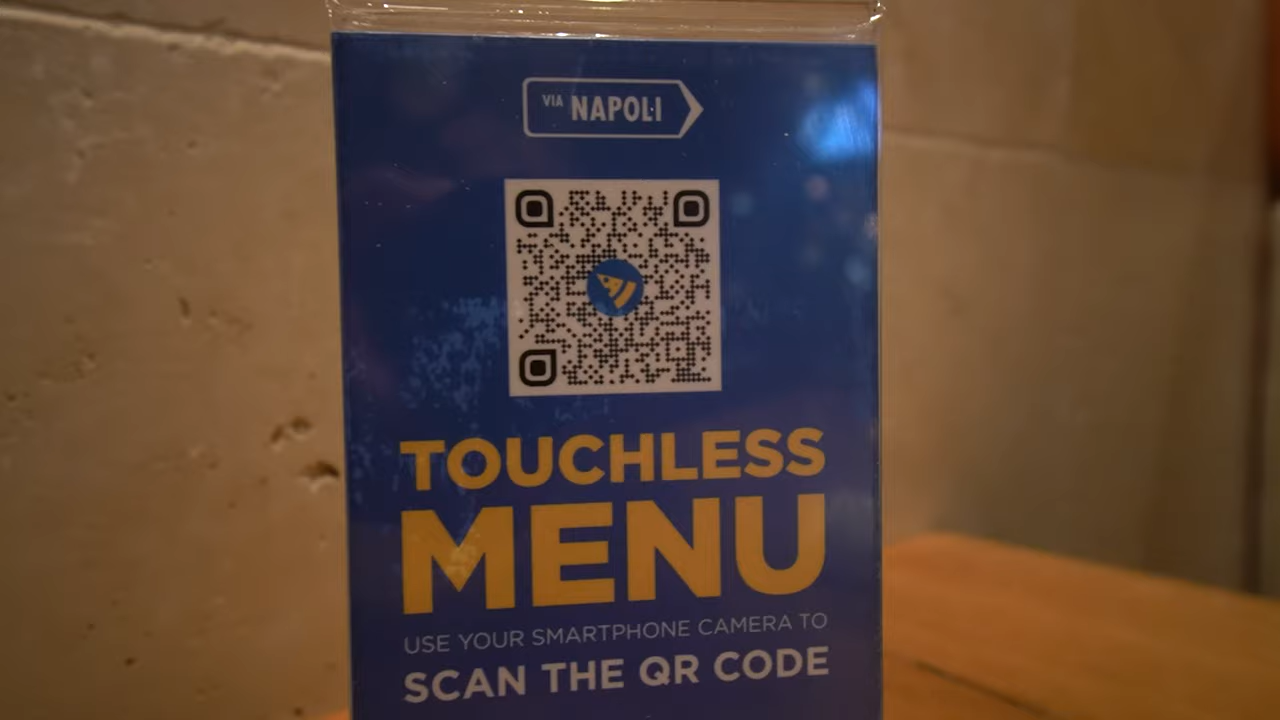 VIA NAPOLI
TOUCHLESS
MENU
USE YOUR SMARTPHONE CAMERA TO
SCAN THE QR CODE